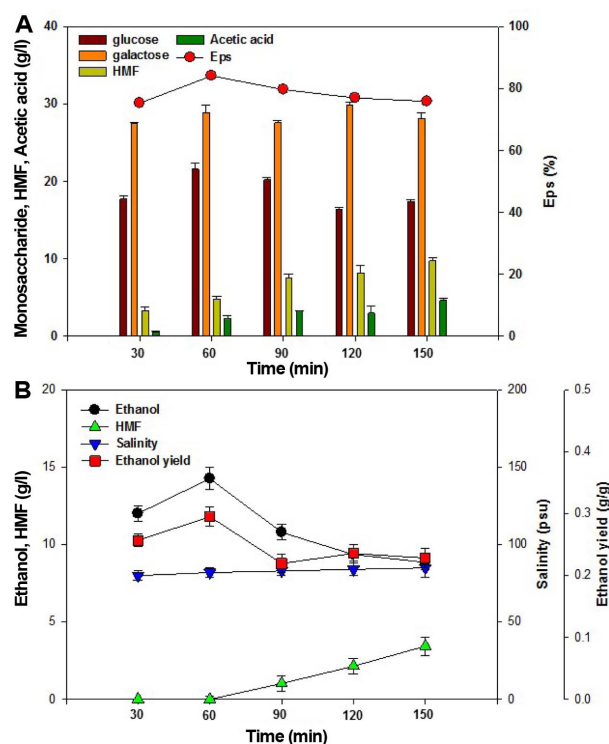 A
glucose
Acetic acid
galactose
Eps
HMF
Monosaccharide, HMF, Acetic acid (g/l)
40
30
20
10
0
Eps (%)
100
80
60
40
20
0
30 60 90 120 150
Time (min)
B
Ethanol
HMF
Salinity
Ethanol yield
Ethanol, HMF (g/l)
20
15
10
5
0
Salinity (psu)
200
150
100
50
0
Ethanol yield (g/g)
0.5
0.4
0.3
0.2
0.1
0.0
30 60 90 120 150
Time (min)